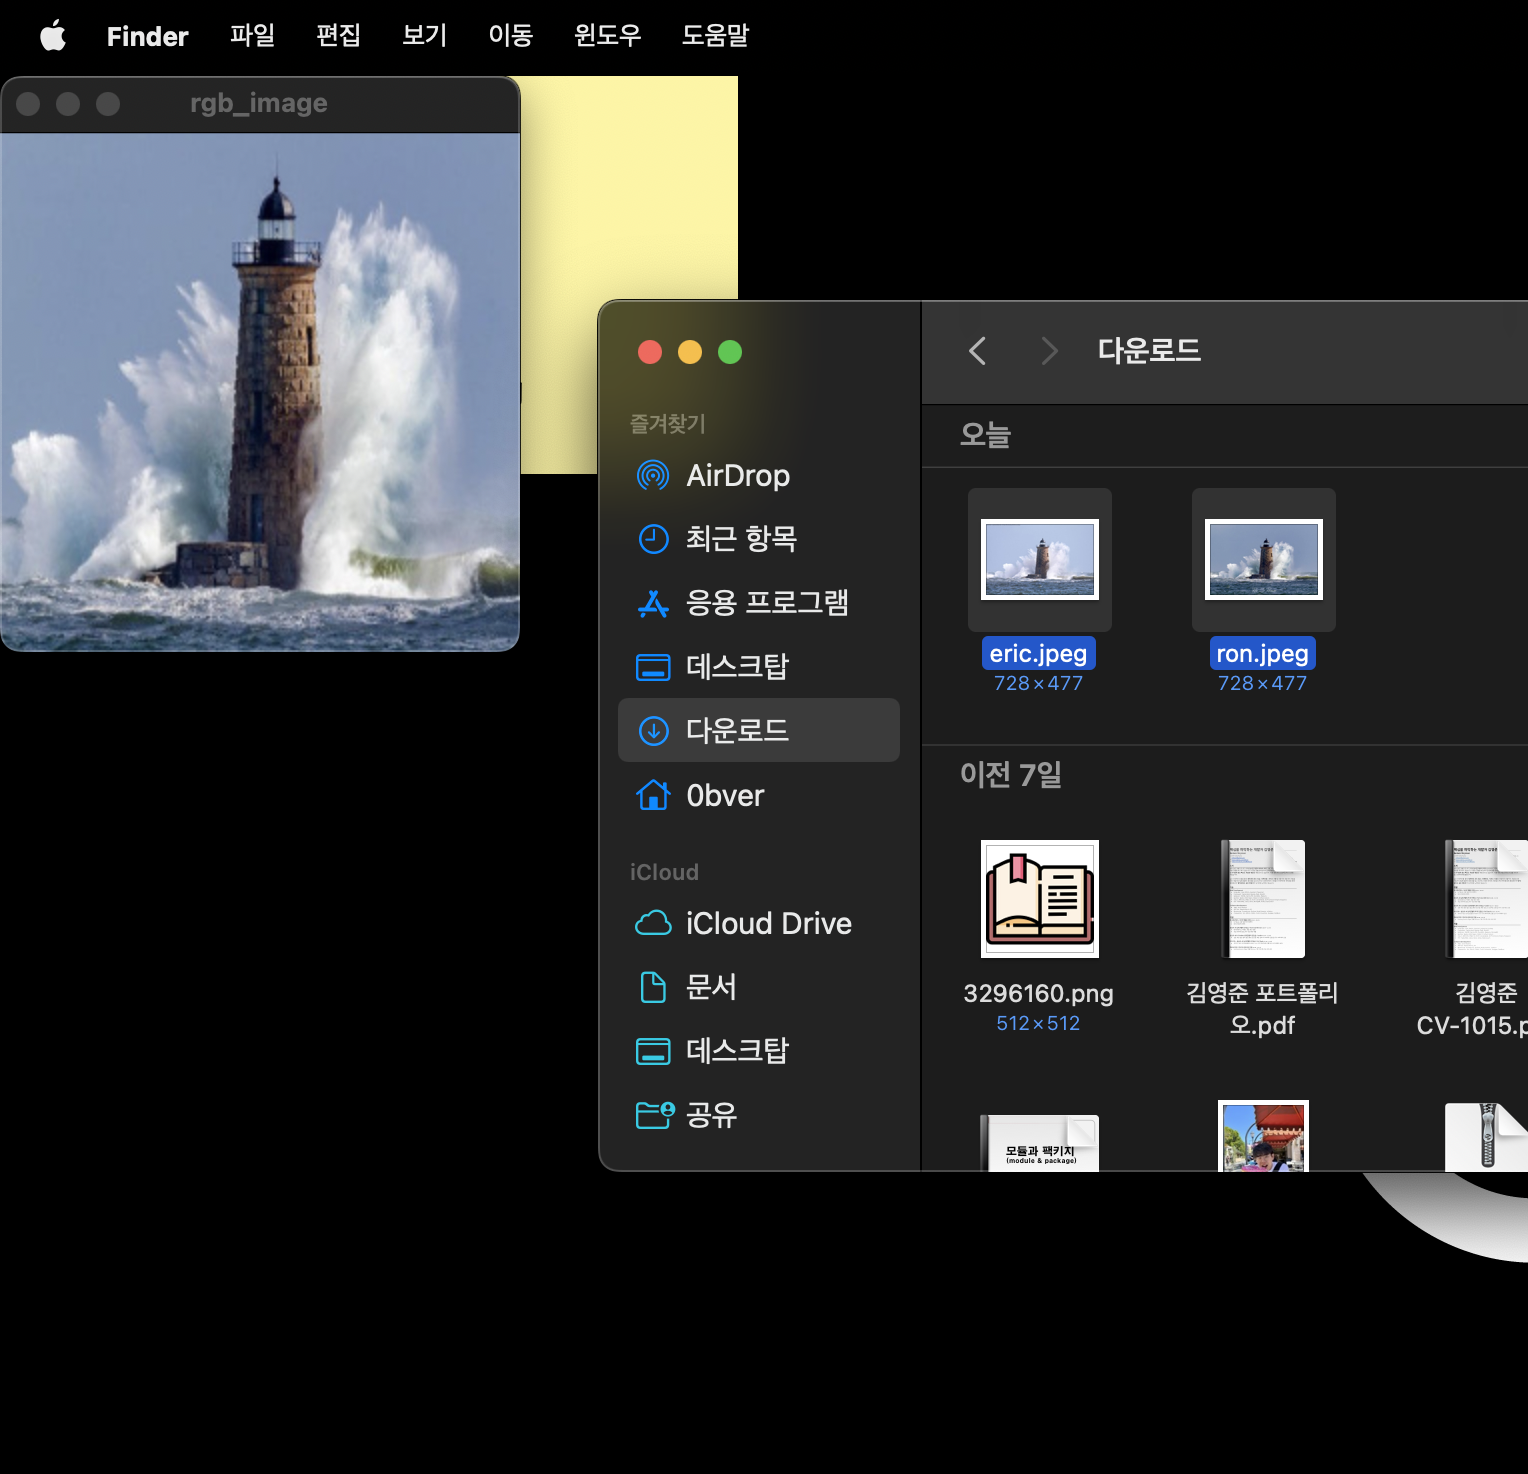 Finder 파일 편집 보기 이동 윈도우 도움말
rgb_image
다운로드
즐겨찾기
AirDrop
최근 항목
응용 프로그램
데스크탑
다운로드
0bver
iCloud
iCloud Drive
문서
데스크탑
공유
오늘
eric.jpeg
728×477
ron.jpeg
728×477
이전 7일
3296160.png
512×512
김영준 포트폴리
오.pdf
김영준
CV-1015.p
모듈과 팩키지
(module & package)